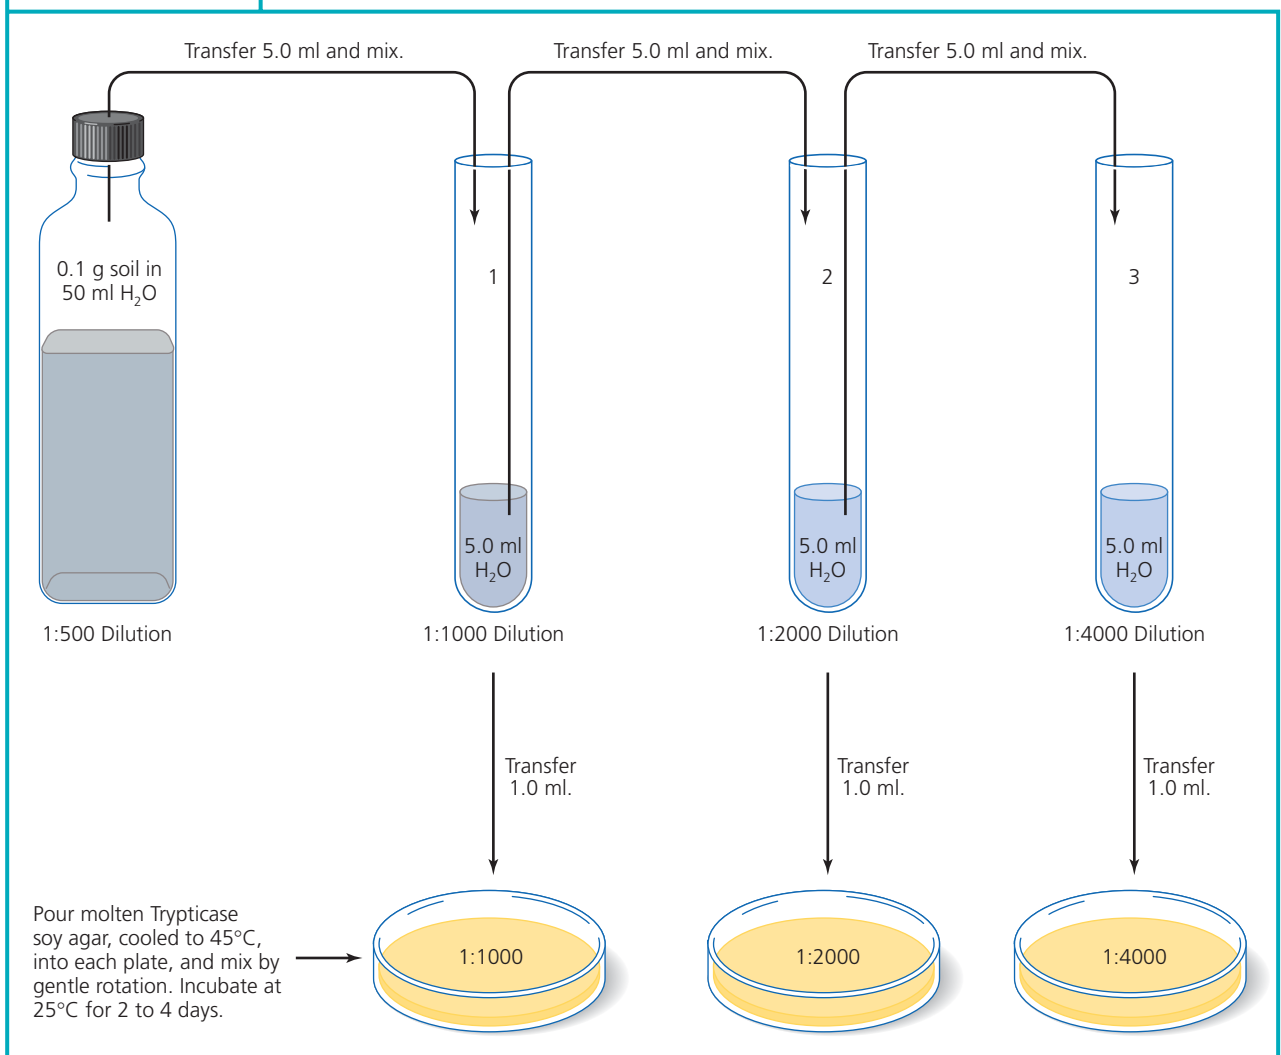 Transfer 5.0 ml and mix.
Transfer 5.0 ml and mix.
Transfer 5.0 ml and mix.
0.1 g soil in
50 ml H₂O
1
2
3
5.0 ml
H₂O
5.0 ml
H₂O
5.0 ml
H₂O
1:500 Dilution
1:1000 Dilution
1:2000 Dilution
1:4000 Dilution
Transfer
1.0 ml.
Transfer
1.0 ml.
Transfer
1.0 ml.
Pour molten Trypticase
soy agar, cooled to 45°C,
into each plate, and mix by
gentle rotation. Incubate at
25°C for 2 to 4 days.
1:1000
1:2000
1:4000